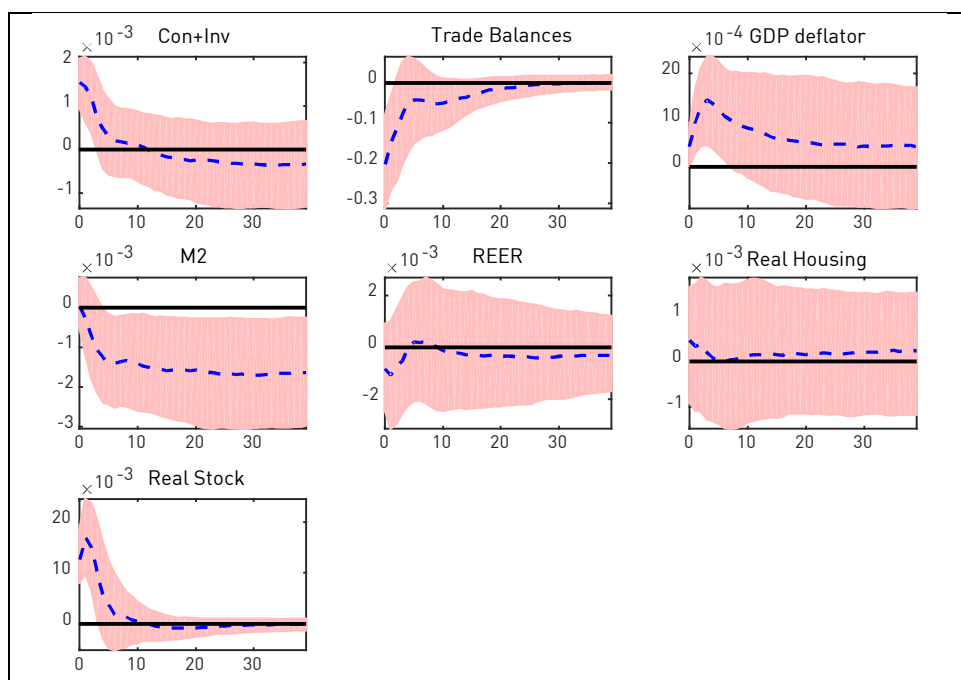 × 10 -3 Con+Inv
2
1
0
-1
0 10 20 30
Trade Balances
0
-0.1
-0.2
-0.3
0 10 20 30
× 10 -4 GDP deflator
20
10
0
0 10 20 30
× 10 -3 M2
0
-1
-2
-3
0 10 20 30
× 10 -3 REER
2
0
-2
0 10 20 30
× 10 -3 Real Housing
1
0
-1
0 10 20 30
× 10 -3 Real Stock
20
10
0
0 10 20 30